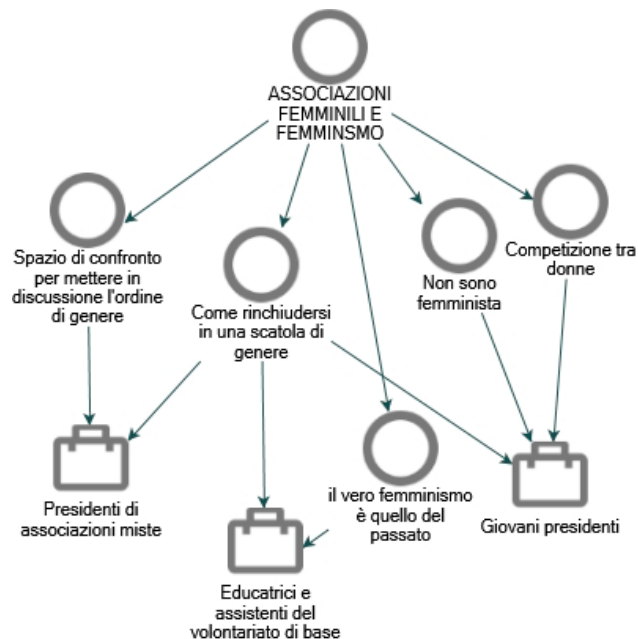 ASSOCIAZIONI
FEMMINILI E
FEMMINSMO
Spazio di confronto
per mettere in
discussione l'ordine
di genere
Come rinchiudersi
in una scatola di
genere
Non sono
femminista
Competizione tra
donne
Presidenti di
associazioni miste
il vero femminismo
è quello del
passato
Giovani presidenti
Educatrici e
assistenti del
volontariato di base